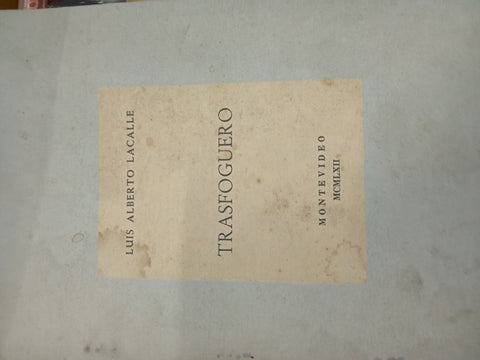 LUIS ALBERTO LACALLE
TRASFOGUERO
MONTEVIDEO
MCMLXII